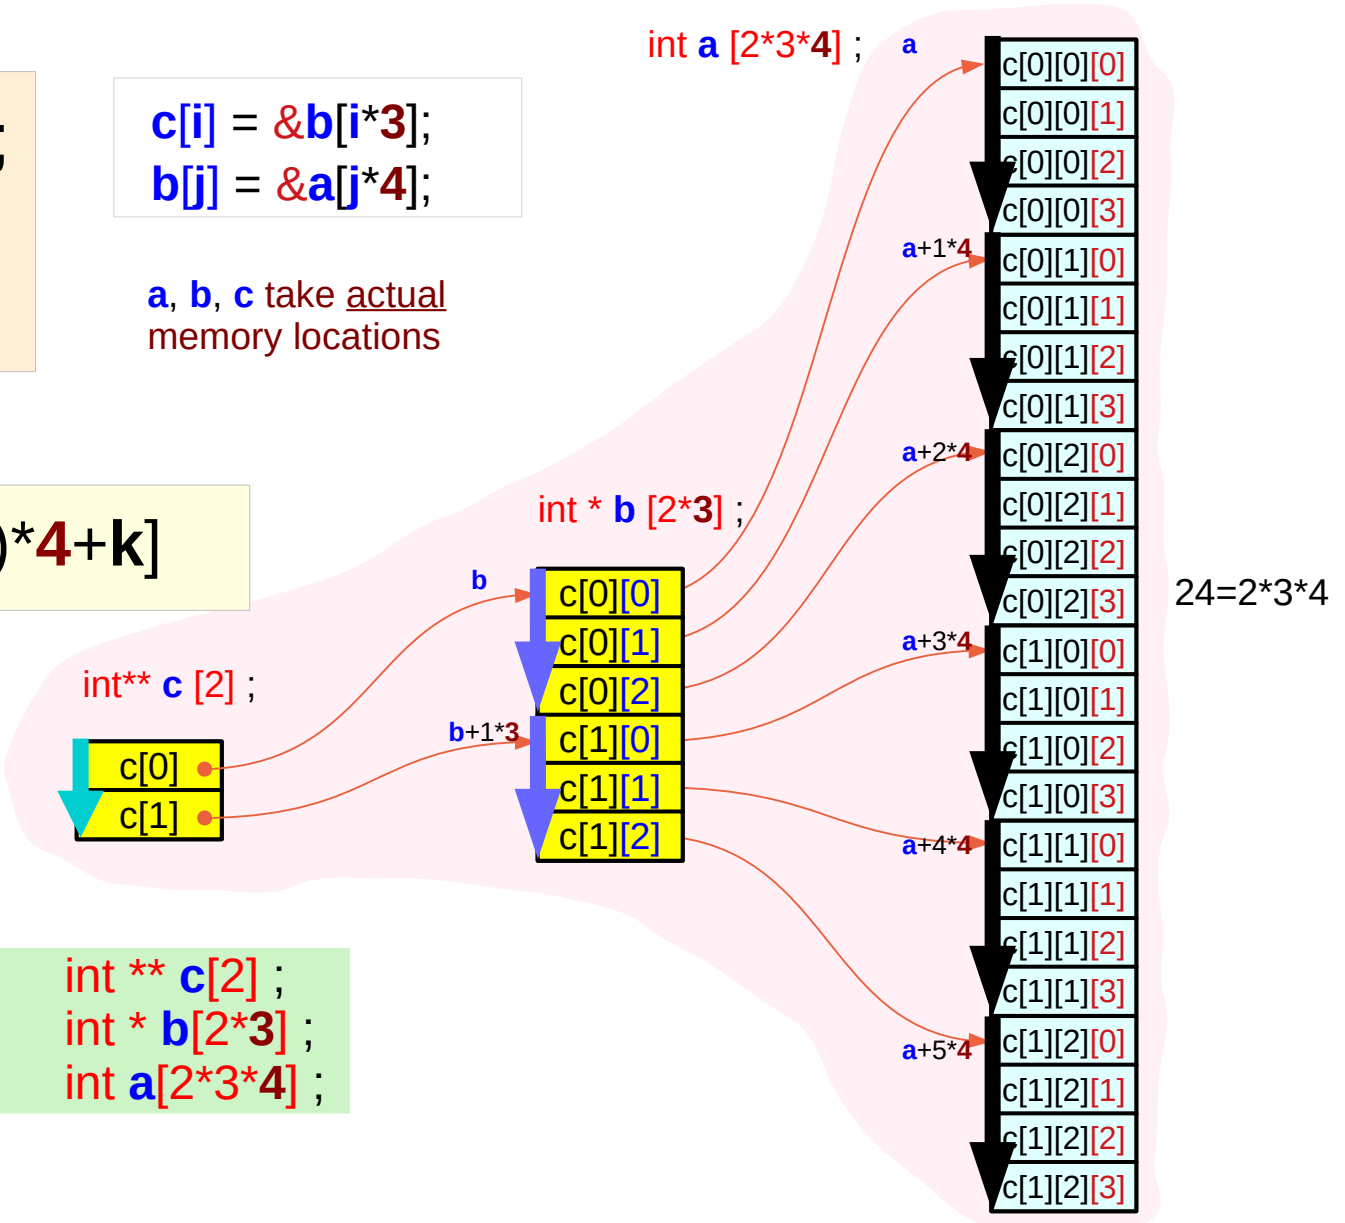 int a [2*3*4] ;
a
;
c[i] = &b[i*3];
b[j] = &a[j*4];
a, b, c take actual
memory locations
)*4+k]
int** c [2] ;
c[0]
c[1]
int * b [2*3] ;
b
b+1*3
c[0][0]
c[0][1]
c[0][2]
c[1][0]
c[1][1]
c[1][2]
a+1*4
a+2*4
a+3*4
a+4*4
a+5*4
c[0][0][0]
c[0][0][1]
c[0][0][2]
c[0][0][3]
c[0][1][0]
c[0][1][1]
c[0][1][2]
c[0][1][3]
c[0][2][0]
c[0][2][1]
c[0][2][2]
c[0][2][3]
c[1][0][0]
c[1][0][1]
c[1][0][2]
c[1][0][3]
c[1][1][0]
c[1][1][1]
c[1][1][2]
c[1][1][3]
c[1][2][0]
c[1][2][1]
c[1][2][2]
c[1][2][3]
24=2*3*4
int ** c[2] ;
int * b[2*3] ;
int a[2*3*4] ;